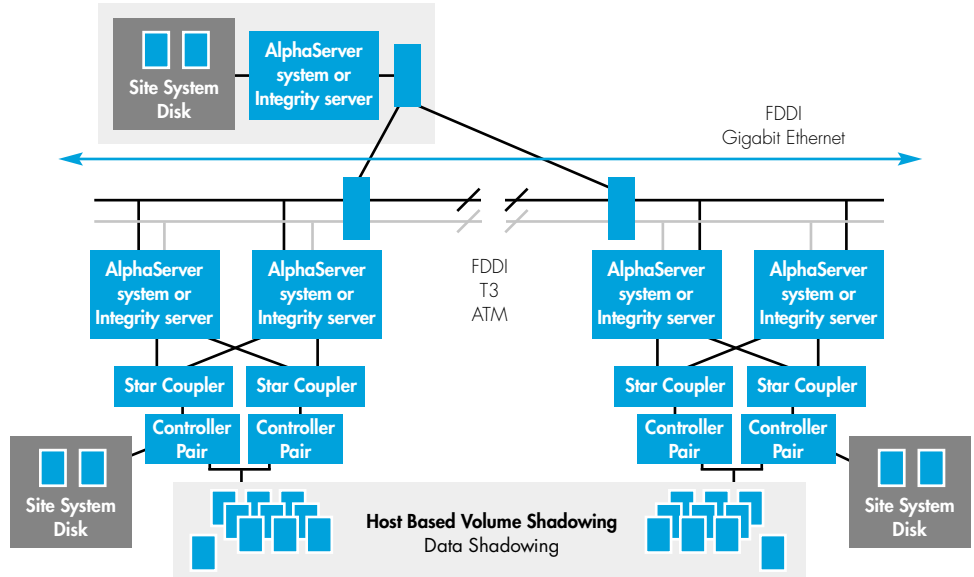 Site System
Disk
AlphaServer
system or
Integrity server
FDDI
Gigabit Ethernet
FDDI
T3
ATM
AlphaServer
system or
Integrity server
AlphaServer
system or
Integrity server
AlphaServer
system or
Integrity server
AlphaServer
system or
Integrity server
Star Coupler
Star Coupler
Star Coupler
Star Coupler
Controller
Pair
Controller
Pair
Controller
Pair
Controller
Pair
Site System
Disk
Host Based Volume Shadowing
Data Shadowing
Site System
Disk